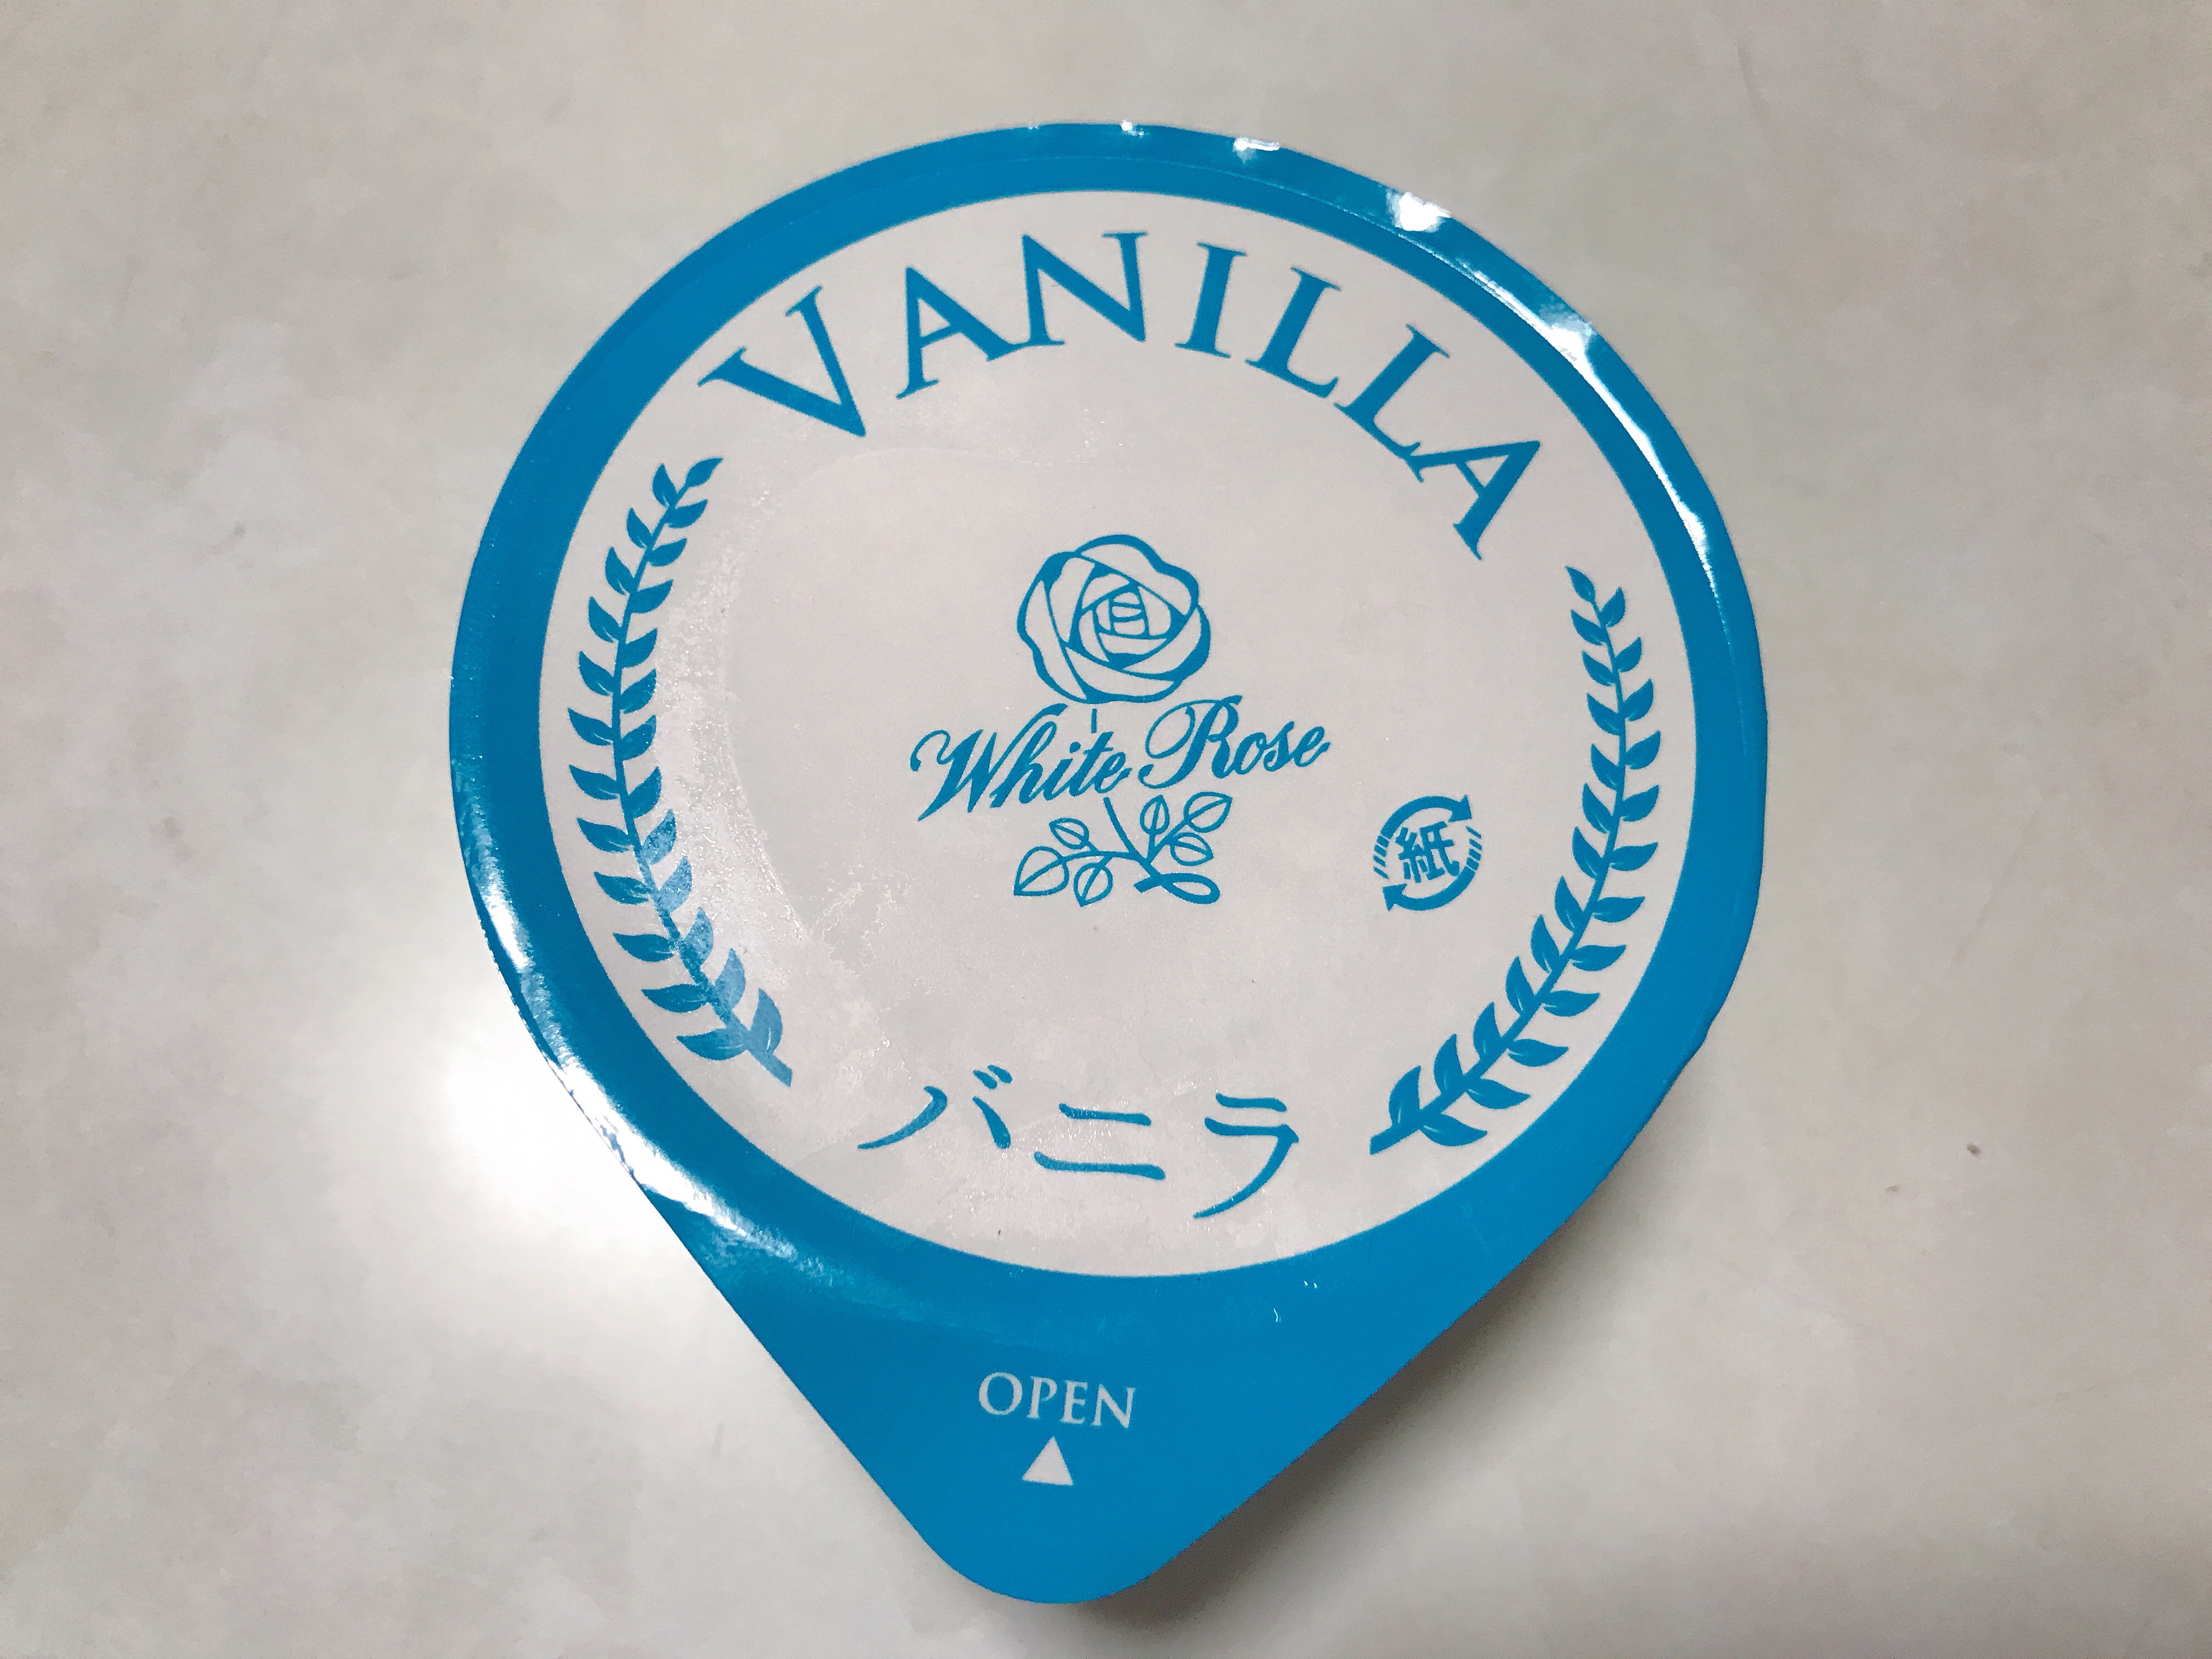 VANILLA
White Rose
紙
バニラ
OPEN